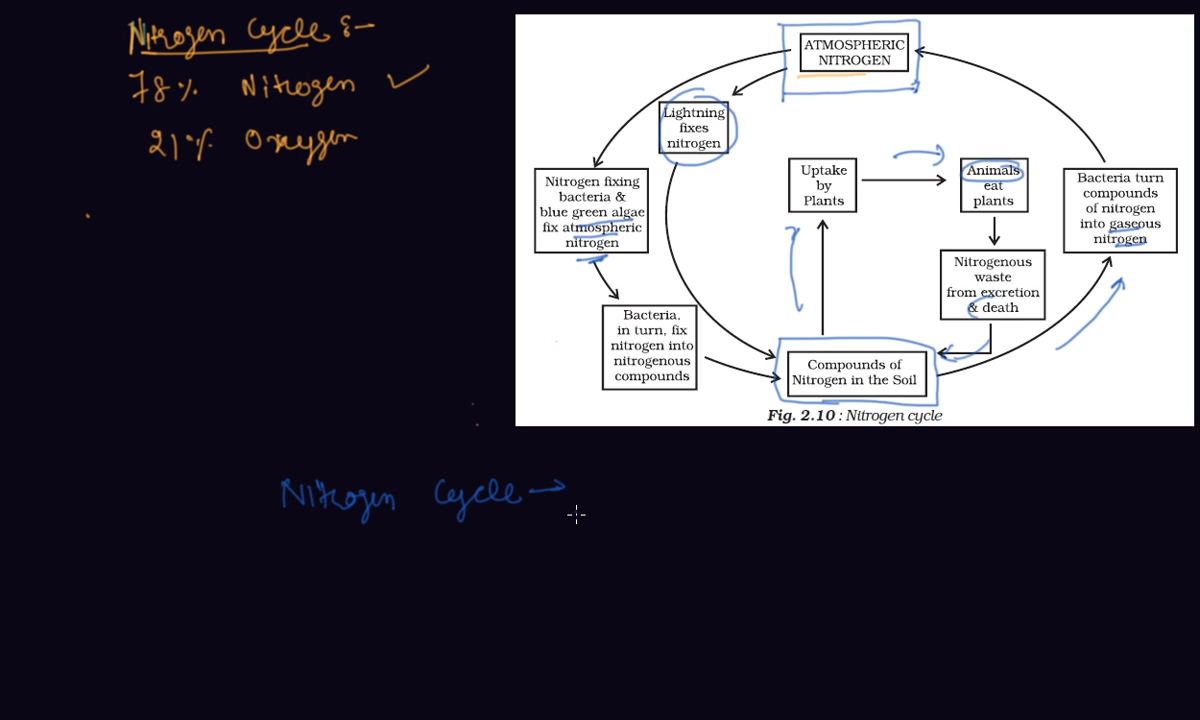 Nitrogen Cycle :-
78% Nitrogen
21% Oxygen
ATMOSPHERIC
NITROGEN
Lightning
fixes
nitrogen
Nitrogen fixing
bacteria &
blue green algae
fix atmospheric
nitrogen
Uptake
by
Plants
Animals
eat
plants
Bacteria turn
compounds
of nitrogen
into gaseous
nitrogen
Nitrogenous
waste
from excretion
& death
Bacteria,
in turn, fix
nitrogen into
nitrogenous
compounds
Compounds of
Nitrogen in the Soil
Fig. 2.10 : Nitrogen cycle
Nitrogen Cycle →